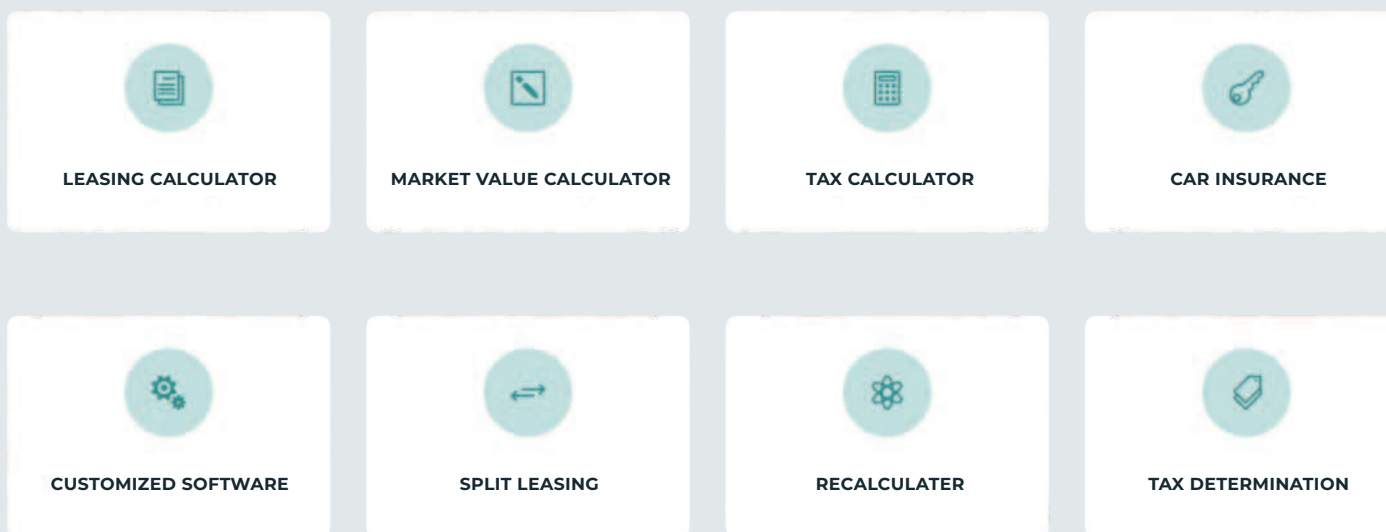 LEASING CALCULATOR
MARKET VALUE CALCULATOR
TAX CALCULATOR
CAR INSURANCE
CUSTOMIZED SOFTWARE
SPLIT LEASING
RECALCULATER
TAX DETERMINATION